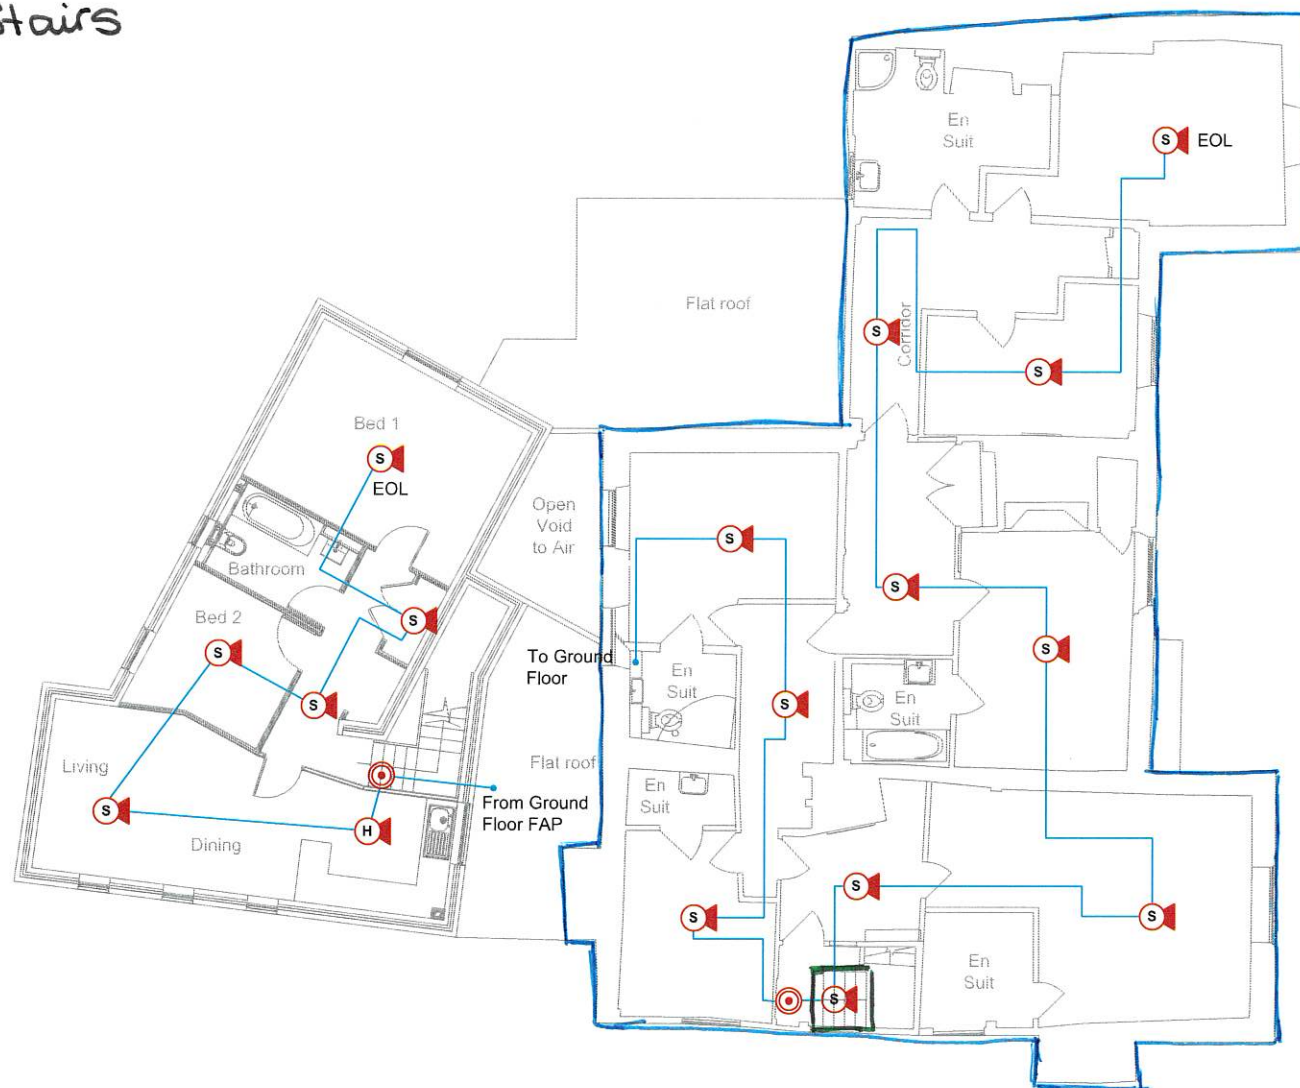 Stairs
En
Suit
S
EOL
Flat roof
S
Corridor
S
Bed 1
S
EOL
Open
Void
to Air
S
Bathroom
S
Bed 2
S
S
To Ground
Floor
En
Suit
S
S
En
Suit
S
S
Living
Flat roof
En
Suit
From Ground
Floor FAP
S
H
Dining
S
S
S
En
Suit
S